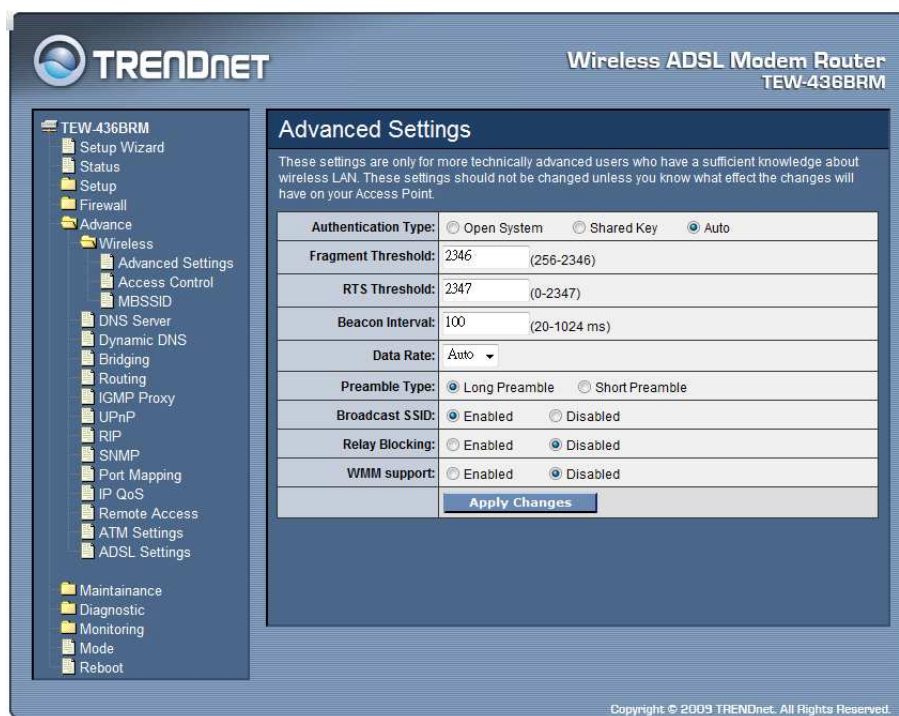 TRENDNET
Wireless ADSL Modem Router
TEW-436BRM
TEW-436BRM
Setup Wizard
Status
Setup
Firewall
Advance
Wireless
Advanced Settings
Access Control
MBSSID
DNS Server
Dynamic DNS
Bridging
Routing
IGMP Proxy
UPnP
RIP
SNMP
Port Mapping
IP QoS
Remote Access
ATM Settings
ADSL Settings
Maintainance
Diagnostic
Monitoring
Mode
Reboot
Advanced Settings
These settings are only for more technically advanced users who have a sufficient knowledge about
wireless LAN. These settings should not be changed unless you know what effect the changes will
have on your Access Point.
Authentication Type: Open System Shared Key Auto
Fragment Threshold: 2346 (256-2346)
RTS Threshold: 2347 (0-2347)
Beacon Interval: 100 (20-1024 ms)
Data Rate: Auto
Preamble Type: Long Preamble Short Preamble
Broadcast SSID: Enabled Disabled
Relay Blocking: Enabled Disabled
WMM support: Enabled Disabled
Apply Changes
Copyright © 2009 TRENDnet. All Rights Reserved.